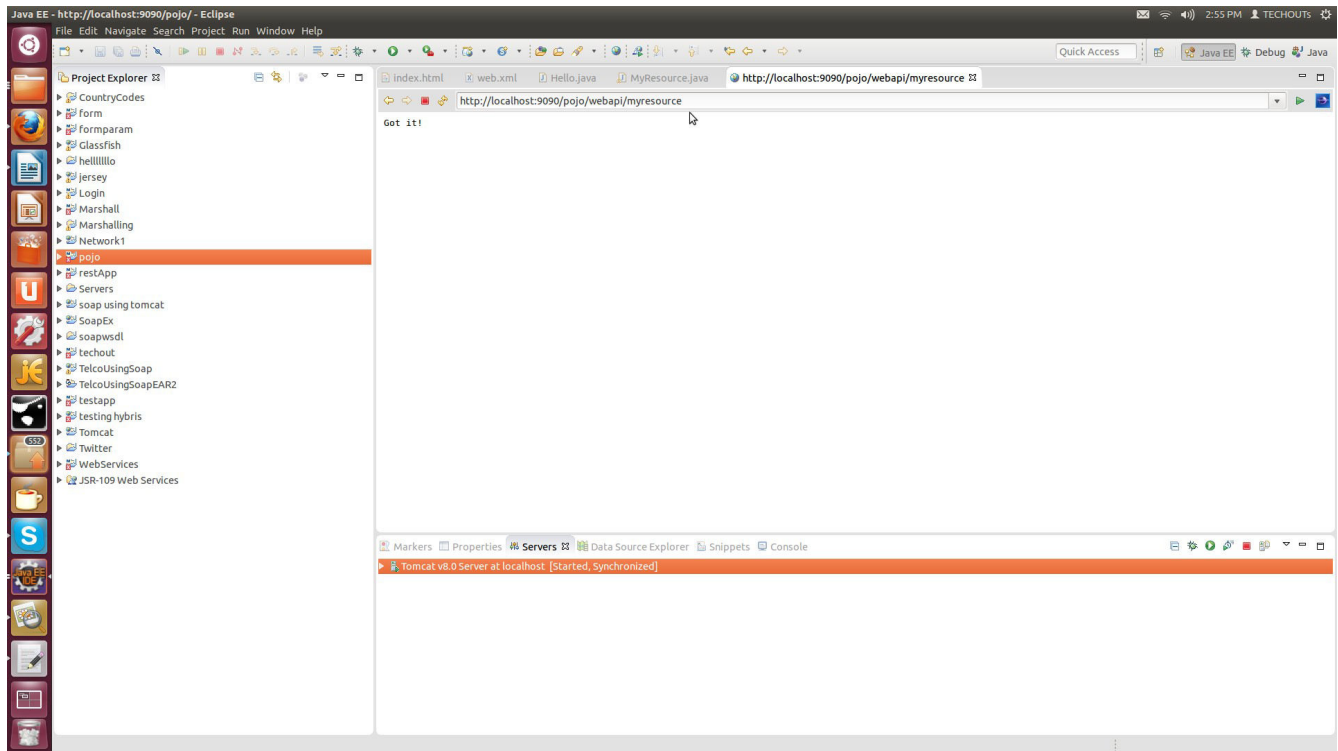 Java EE - http://localhost:9090/pojo/ - Eclipse
2:55 PM TECHOUTs
File Edit Navigate Search Project Run Window Help
Quick Access Java EE Debug Java
Project Explorer
index.html web.xml Hello.java MyResource.java http://localhost:9090/pojo/webapi/myresource
http://localhost:9090/pojo/webapi/myresource
Got it!
CountryCodes
form
formparam
Glassfish
helllllllo
jersey
Login
Marshall
Marshalling
Network1
pojo
restApp
Servers
soap using tomcat
SoapEx
soapwsdl
techout
TelcoUsingSoap
TelcoUsingSoapEAR2
testapp
testing hybris
Tomcat
Twitter
WebServices
JSR-109 Web Services
Markers Properties Servers Data Source Explorer Snippets Console
Tomcat v8.0 Server at localhost [Started, Synchronized]
U
552
S
Java EE
IDE